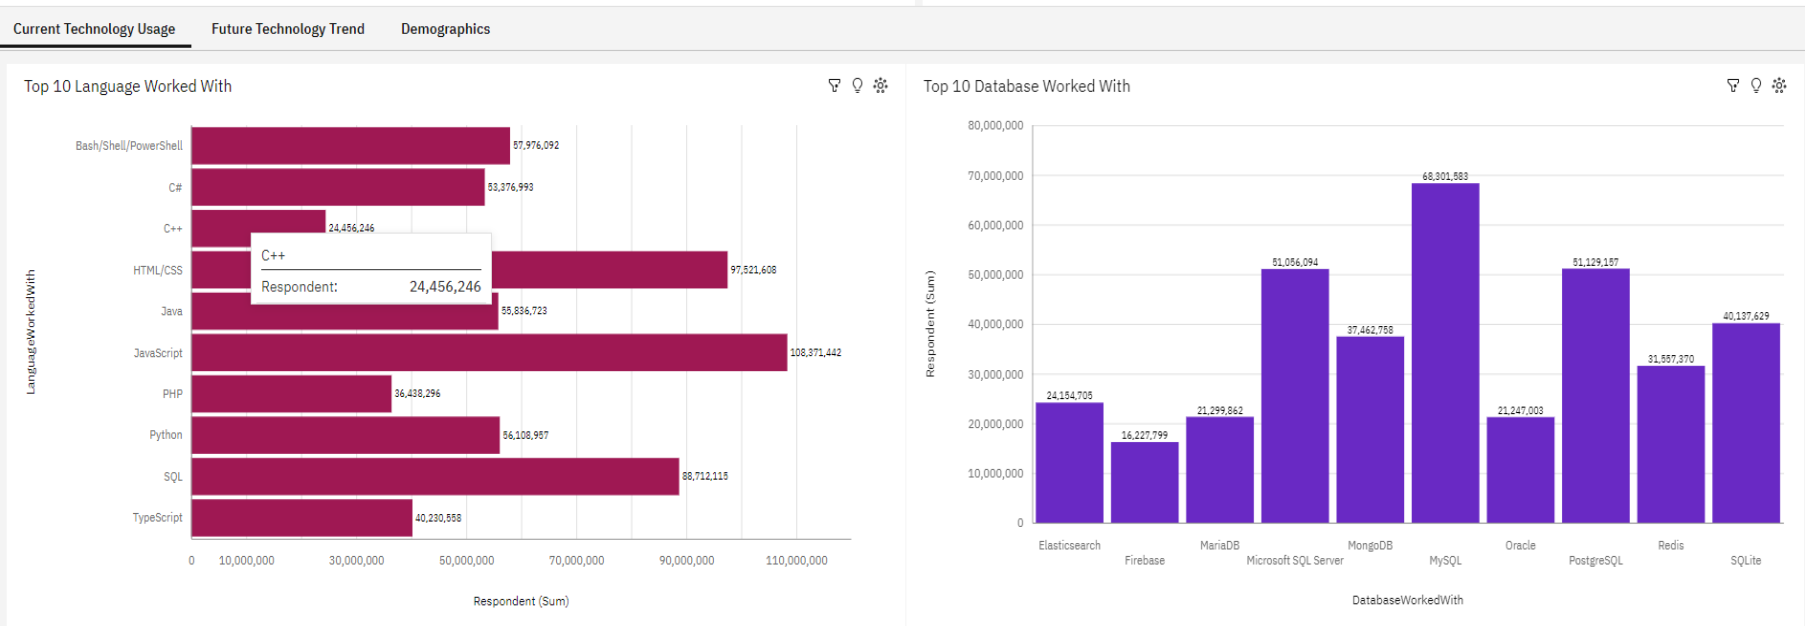 Current Technology Usage Future Technology Trend Demographics
Top 10 Language Worked With
LanguageWorkedWith
Bash/Shell/PowerShell 57,976,092
C# 53,376,993
C++ 24,456,246
HTML/CSS 97,521,608
Java 55,836,723
JavaScript 108,371,442
PHP 36,438,296
Python 56,108,957
SQL 88,712,115
TypeScript 40,230,558
C++
Respondent: 24,456,246
0 10,000,000 30,000,000 50,000,000 70,000,000 90,000,000 110,000,000
Respondent (Sum)
Top 10 Database Worked With
Respondent (Sum)
80,000,000
70,000,000
60,000,000
50,000,000
40,000,000
30,000,000
20,000,000
10,000,000
0
24,154,705
16,227,799
21,299,862
51,056,094
37,462,758
68,301,583
21,247,003
51,129,157
31,557,370
40,137,629
Elasticsearch MariaDB MongoDB Oracle Redis
Firebase Microsoft SQL Server MySQL PostgreSQL SQLite
DatabaseWorkedWith